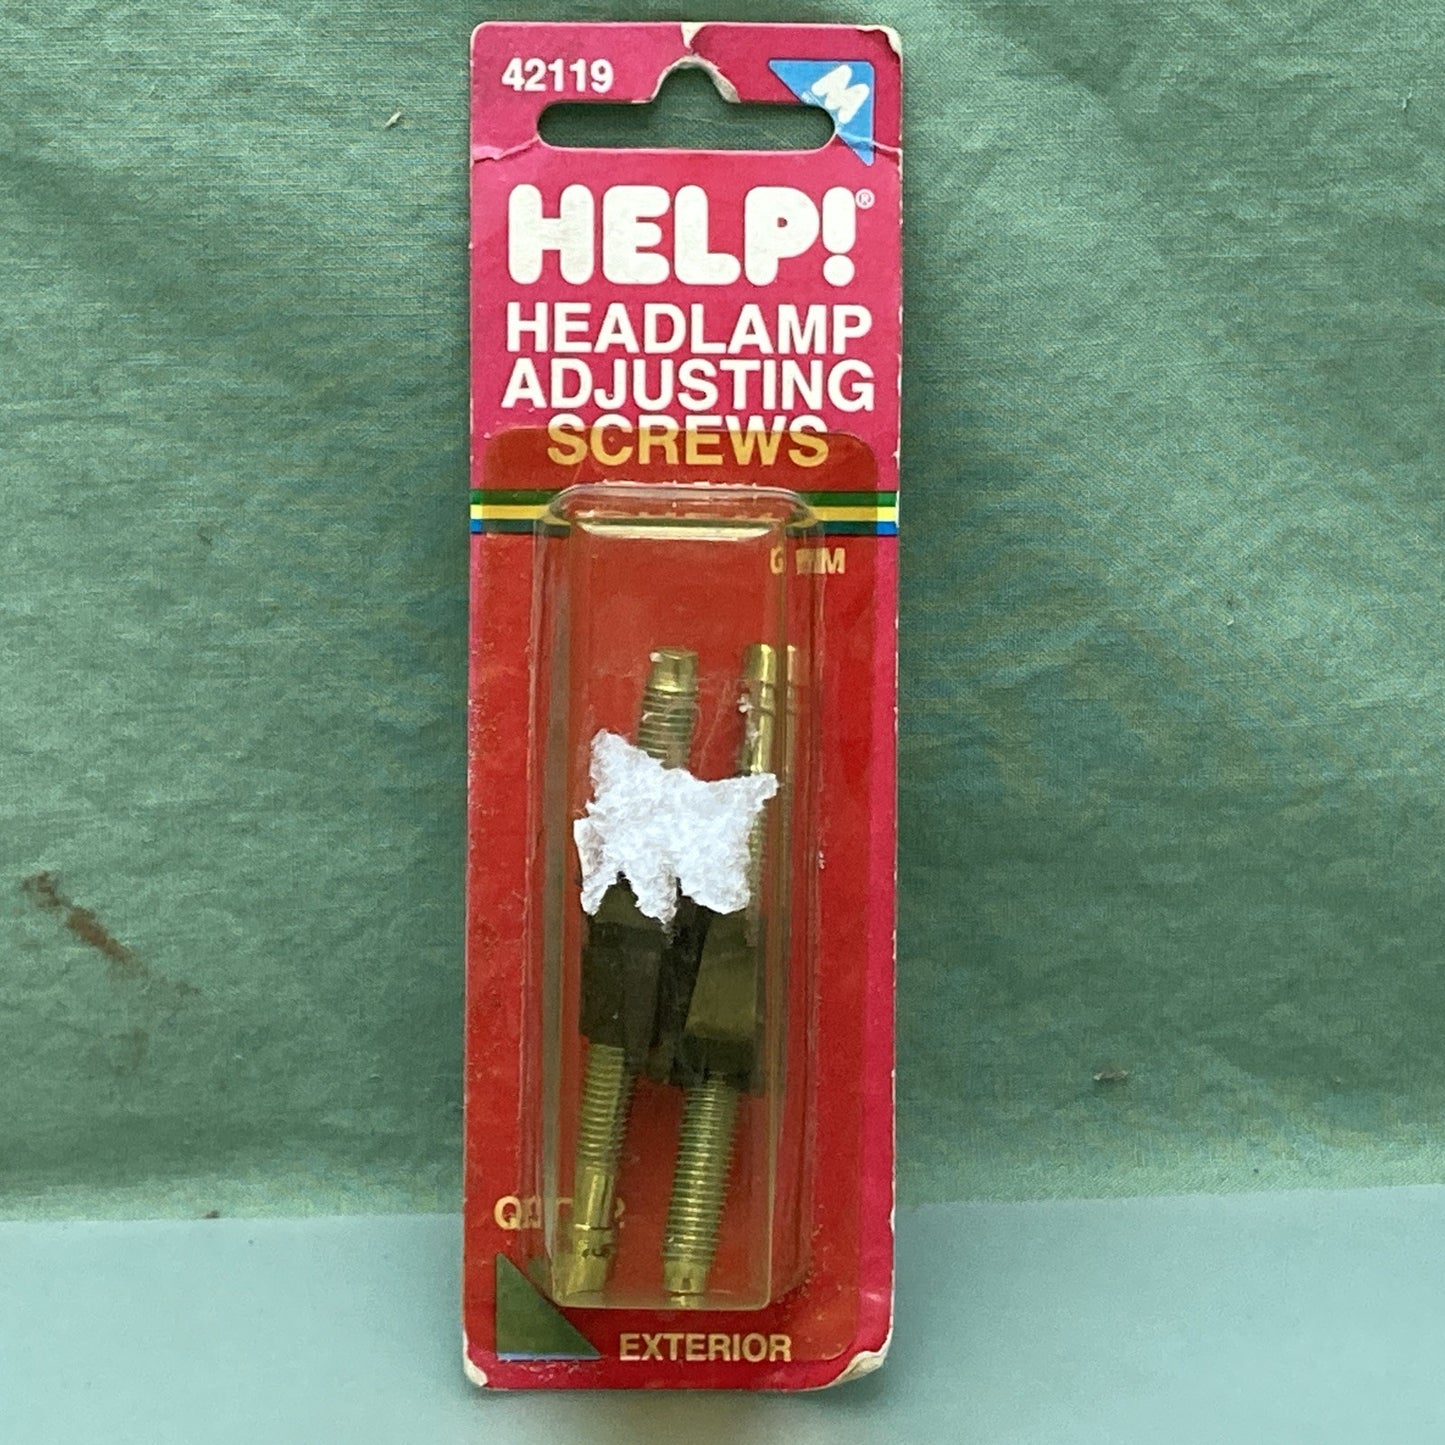 42119
M
HELP!®
HEADLAMP
ADJUSTING
SCREWS
EXTERIOR